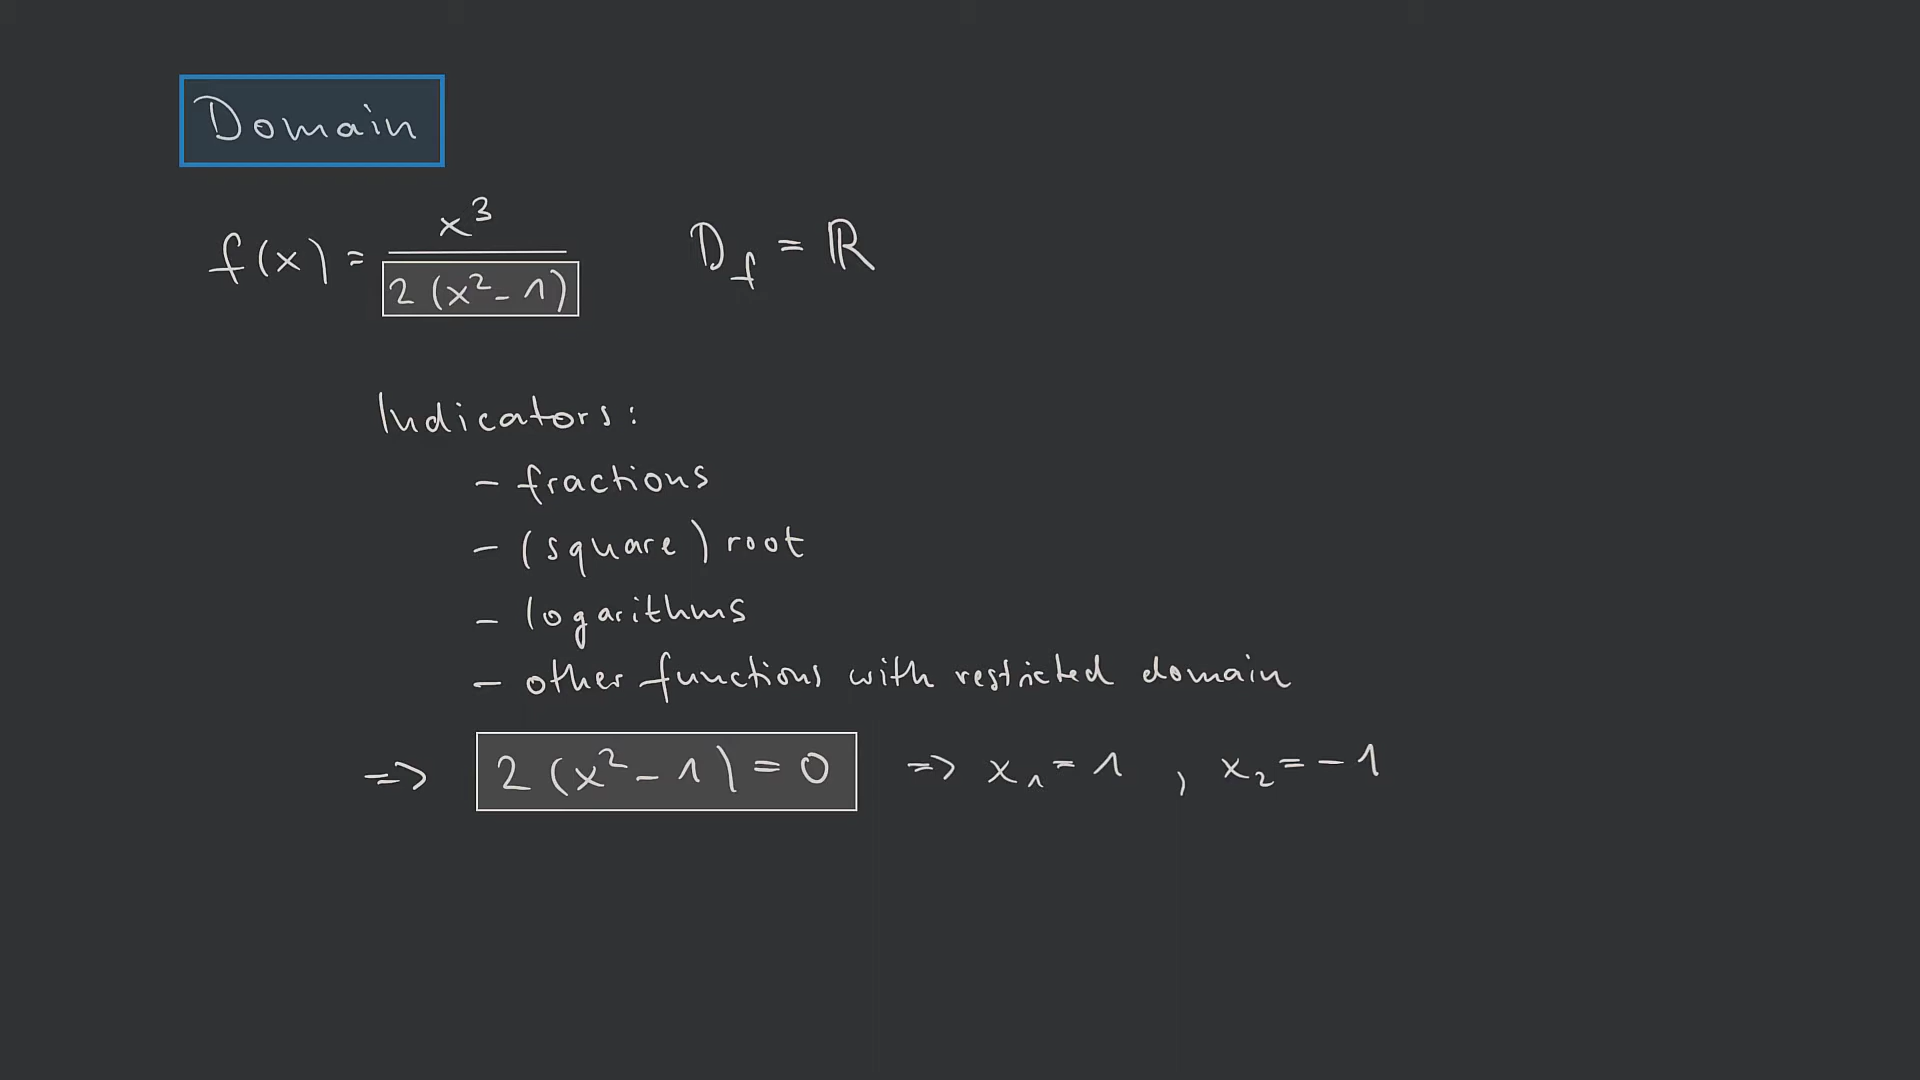 Domain
f(x) = x³ / 2(x²-1)   D_f = ℝ
Indicators:
- fractions
- (square) root
- logarithms
- other functions with restricted domain
=> 2(x²-1) = 0 => x₁ = 1 , x₂ = -1